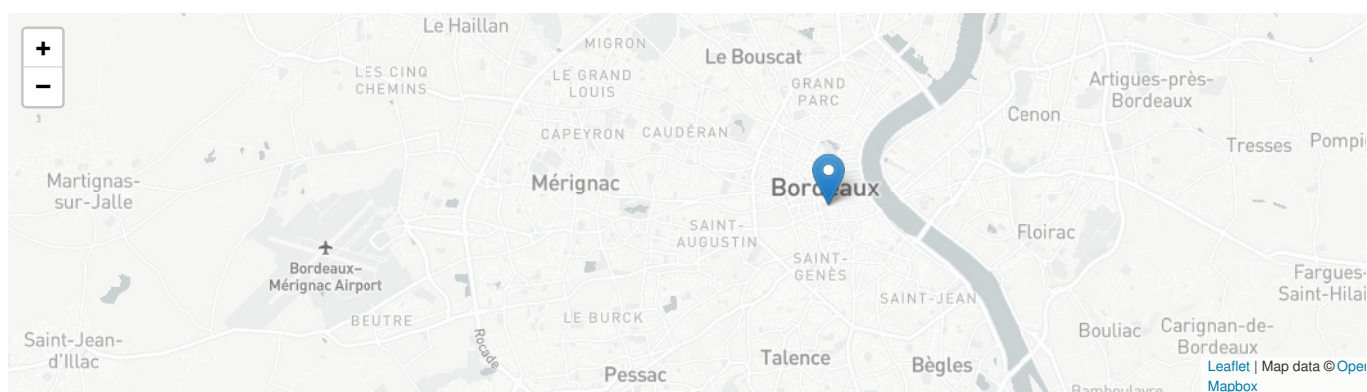 +
−
Le Haillan
MIGRON
Le Bouscat
LES CINQ
CHEMINS
LE GRAND
LOUIS
GRAND
PARC
Artigues-près-
Bordeaux
Cenon
CAPEYRON
CAUDÉRAN
Tresses
Martignas-
sur-Jalle
Mérignac
Bordeaux
SAINT-
AUGUSTIN
Floirac
Bordeaux–
Mérignac Airport
SAINT-
GENÈS
SAINT-JEAN
BEUTRE
LE BURCK
Rocade
Saint-Jean-
d'Illac
Talence
Bègles
Pessac
Bouliac
Carignan-de-
Bordeaux
Fargues-
Leaflet | Map data ©
Mapbox